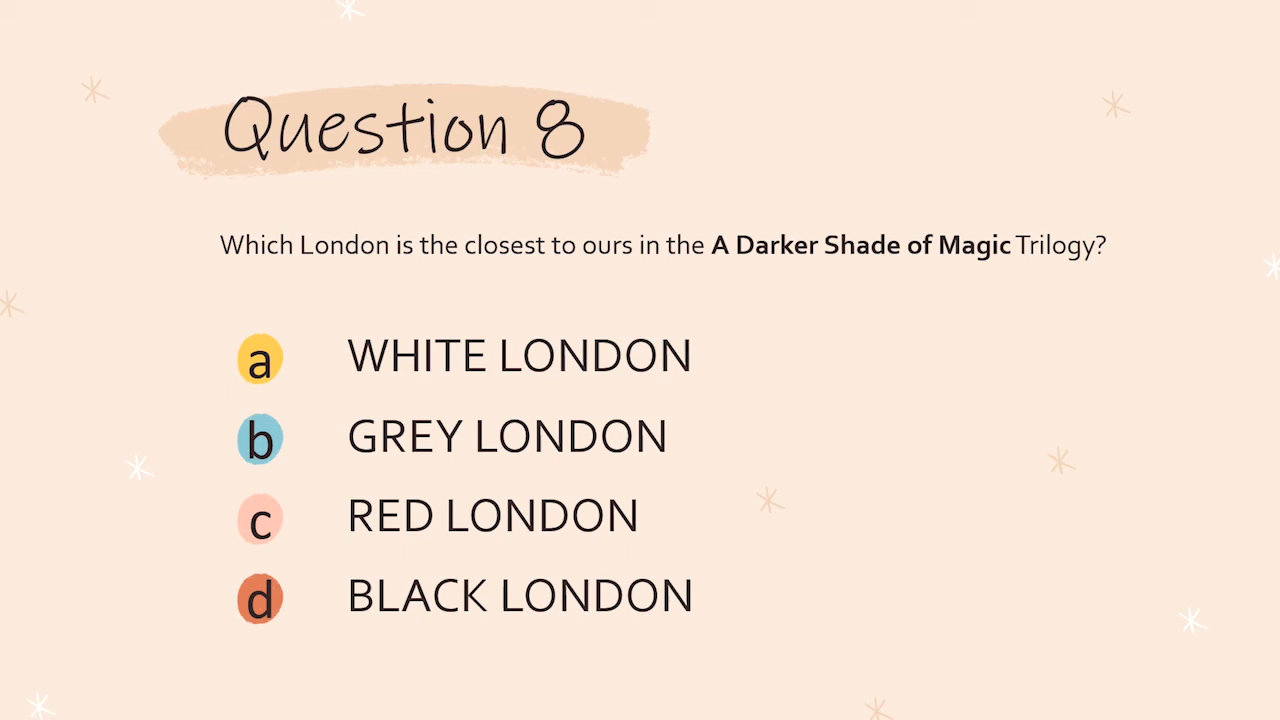 Question 8
Which London is the closest to ours in the A Darker Shade of Magic Trilogy?
a WHITE LONDON
b GREY LONDON
c RED LONDON
d BLACK LONDON